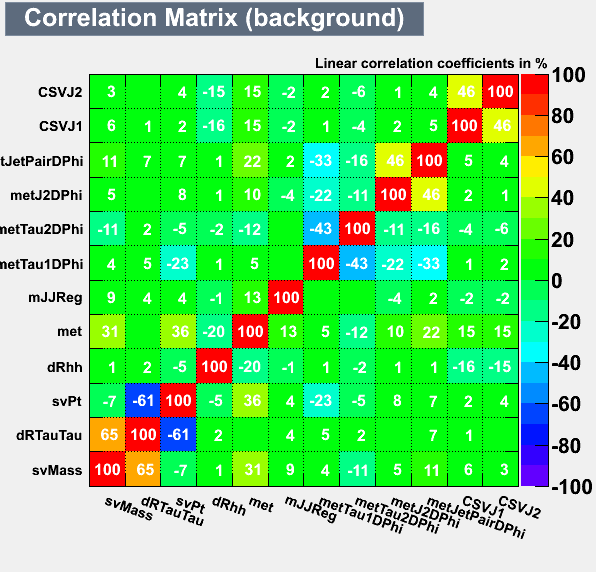 Correlation Matrix (background)
Linear correlation coefficients in %
CSVJ2 3 4 -15 15 -2 2 -6 1 4 46 100
CSVJ1 6 1 2 -16 15 -2 1 -4 2 5 100 46
tJetPairDPhi 11 7 7 1 22 2 -33 -16 46 100 5 4
metJ2DPhi 5 8 1 10 -4 -22 -11 100 46 2 1
metTau2DPhi -11 2 -5 -2 -12 -43 100 -11 -16 -4 -6
metTau1DPhi 4 5 -23 1 5 100 -43 -22 -33 1 2
mJJReg 9 4 4 -1 13 100 -4 2 -2 -2
met 31 36 -20 100 13 5 -12 10 22 15 15
dRhh 1 2 -5 100 -20 -1 1 -2 1 1 -16 -15
svPt -7 -61 100 -5 36 4 -23 -5 8 7 2 4
dRTauTau 65 100 -61 2 4 5 2 7 1
svMass 100 65 -7 1 31 9 4 -11 5 11 6 3
svMass dRTauTau svPt dRhh met mJJReg metTau1DPhi metTau2DPhi metJ2DPhi metJetPairDPhi CSVJ1 CSVJ2
100
80
60
40
20
0
-20
-40
-60
-80
-100